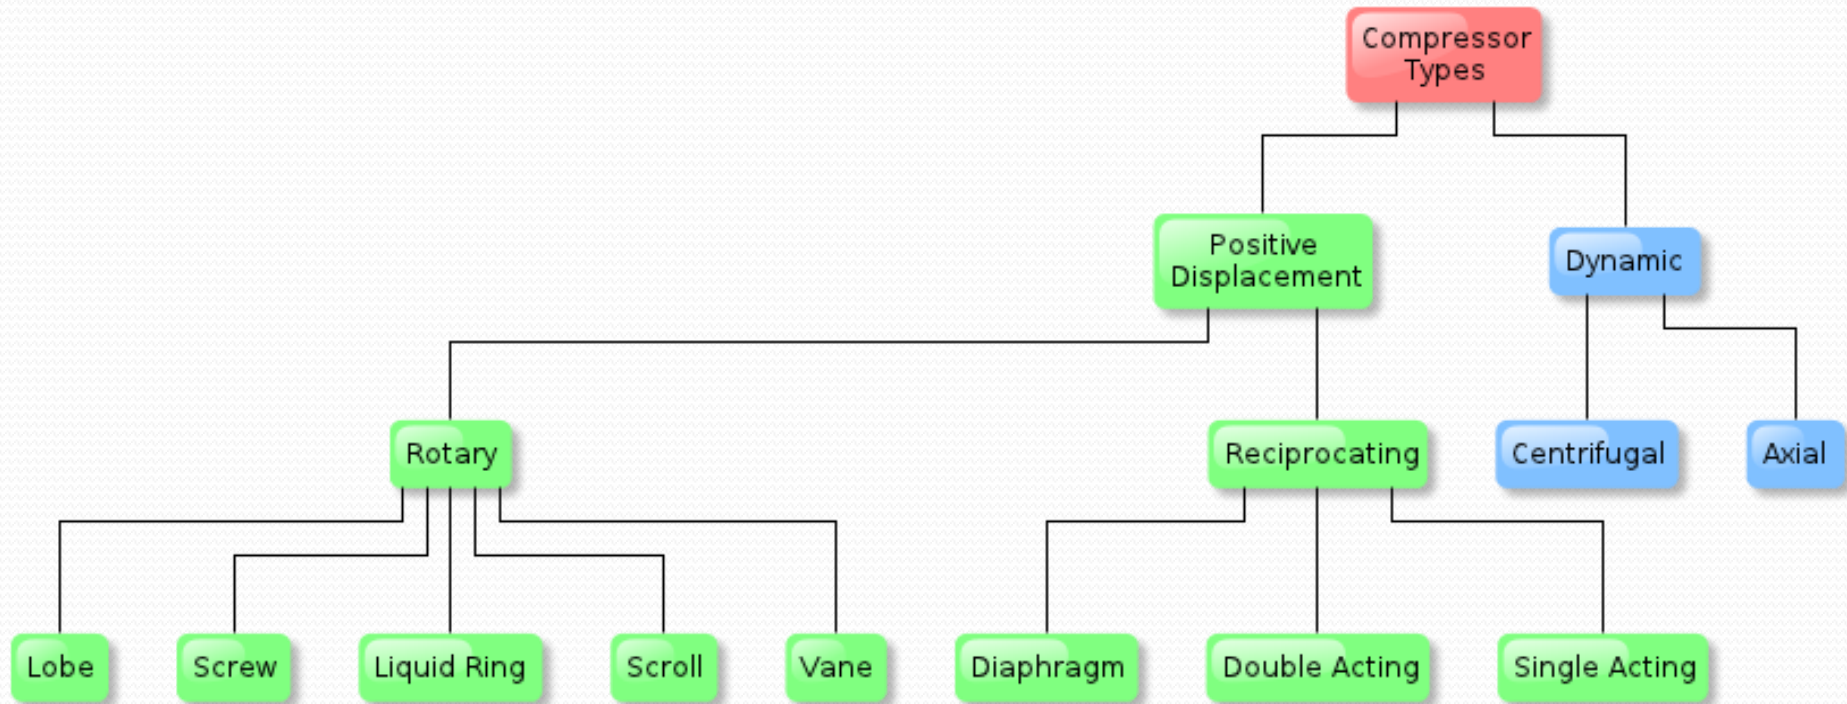 Compressor
Types
Positive
Displacement
Dynamic
Rotary
Reciprocating
Centrifugal
Axial
Lobe
Screw
Liquid Ring
Scroll
Vane
Diaphragm
Double Acting
Single Acting